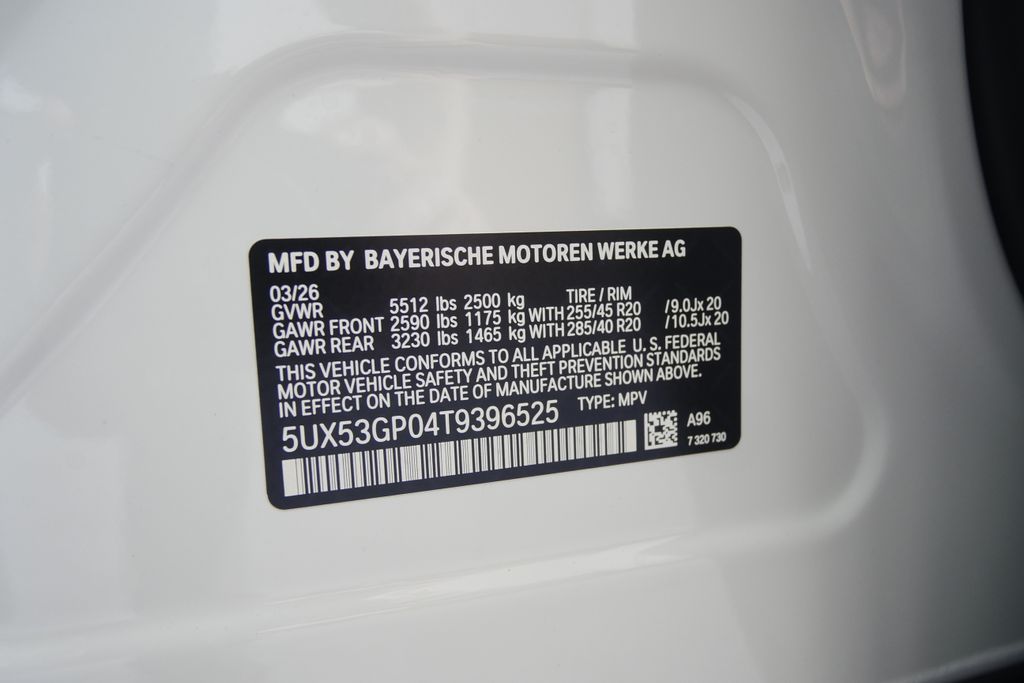 MFD BY BAYERISCHE MOTOREN WERKE AG
03/26
GVWR 5512 lbs 2500 kg TIRE / RIM
GAWR FRONT 2590 lbs 1175 kg WITH 255/45 R20 /9.0Jx 20
GAWR REAR 3230 lbs 1465 kg WITH 285/40 R20 /10.5Jx 20
THIS VEHICLE CONFORMS TO ALL APPLICABLE U. S. FEDERAL
MOTOR VEHICLE SAFETY AND THEFT PREVENTION STANDARDS
IN EFFECT ON THE DATE OF MANUFACTURE SHOWN ABOVE.
5UX53GP04T9396525 TYPE: MPV
A96
7 320 730